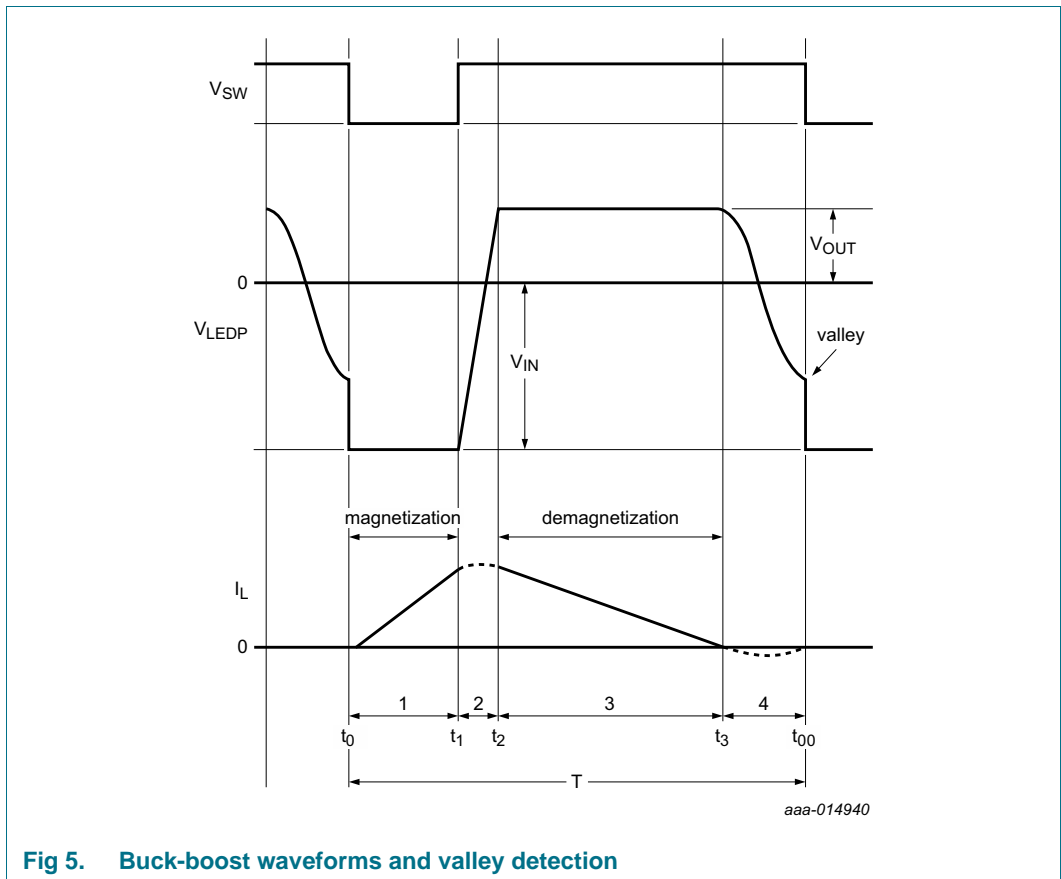 VSW
VOUT
0
VLEDP
valley
VIN
magnetization
demagnetization
IL
0
1 2 3 4
t0 t1 t2 t3 t00
T
aaa-014940
Fig 5. Buck-boost waveforms and valley detection